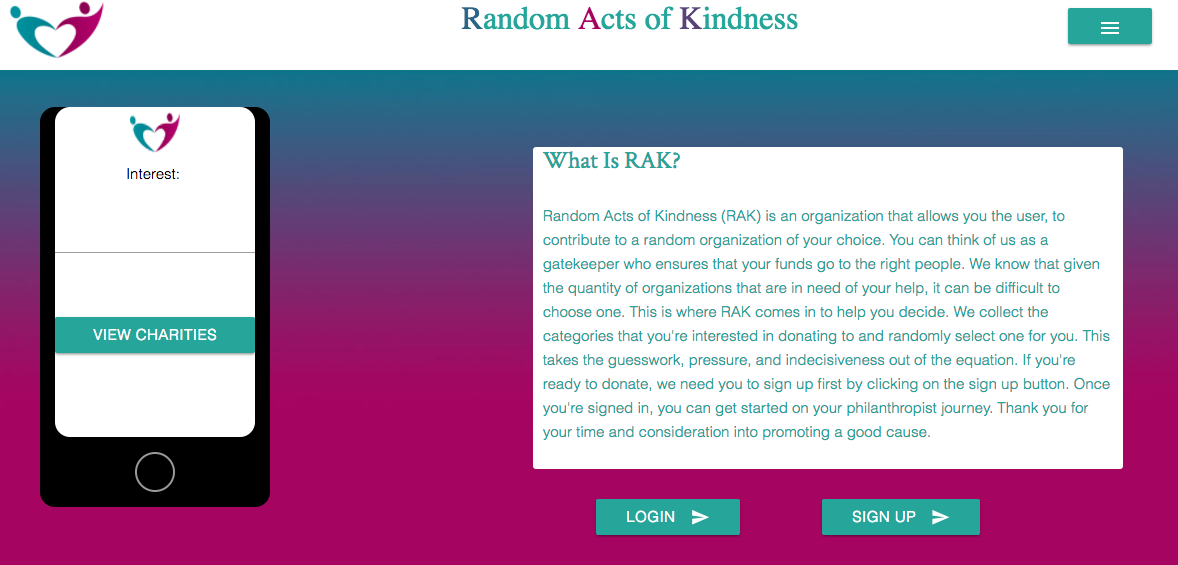 Random Acts of Kindness
Interest:
VIEW CHARITIES
What Is RAK?
Random Acts of Kindness (RAK) is an organization that allows you the user, to
contribute to a random organization of your choice. You can think of us as a
gatekeeper who ensures that your funds go to the right people. We know that given
the quantity of organizations that are in need of your help, it can be difficult to
choose one. This is where RAK comes in to help you decide. We collect the
categories that you're interested in donating to and randomly select one for you. This
takes the guesswork, pressure, and indecisiveness out of the equation. If you're
ready to donate, we need you to sign up first by clicking on the sign up button. Once
you're signed in, you can get started on your philanthropist journey. Thank you for
your time and consideration into promoting a good cause.
LOGIN
SIGN UP